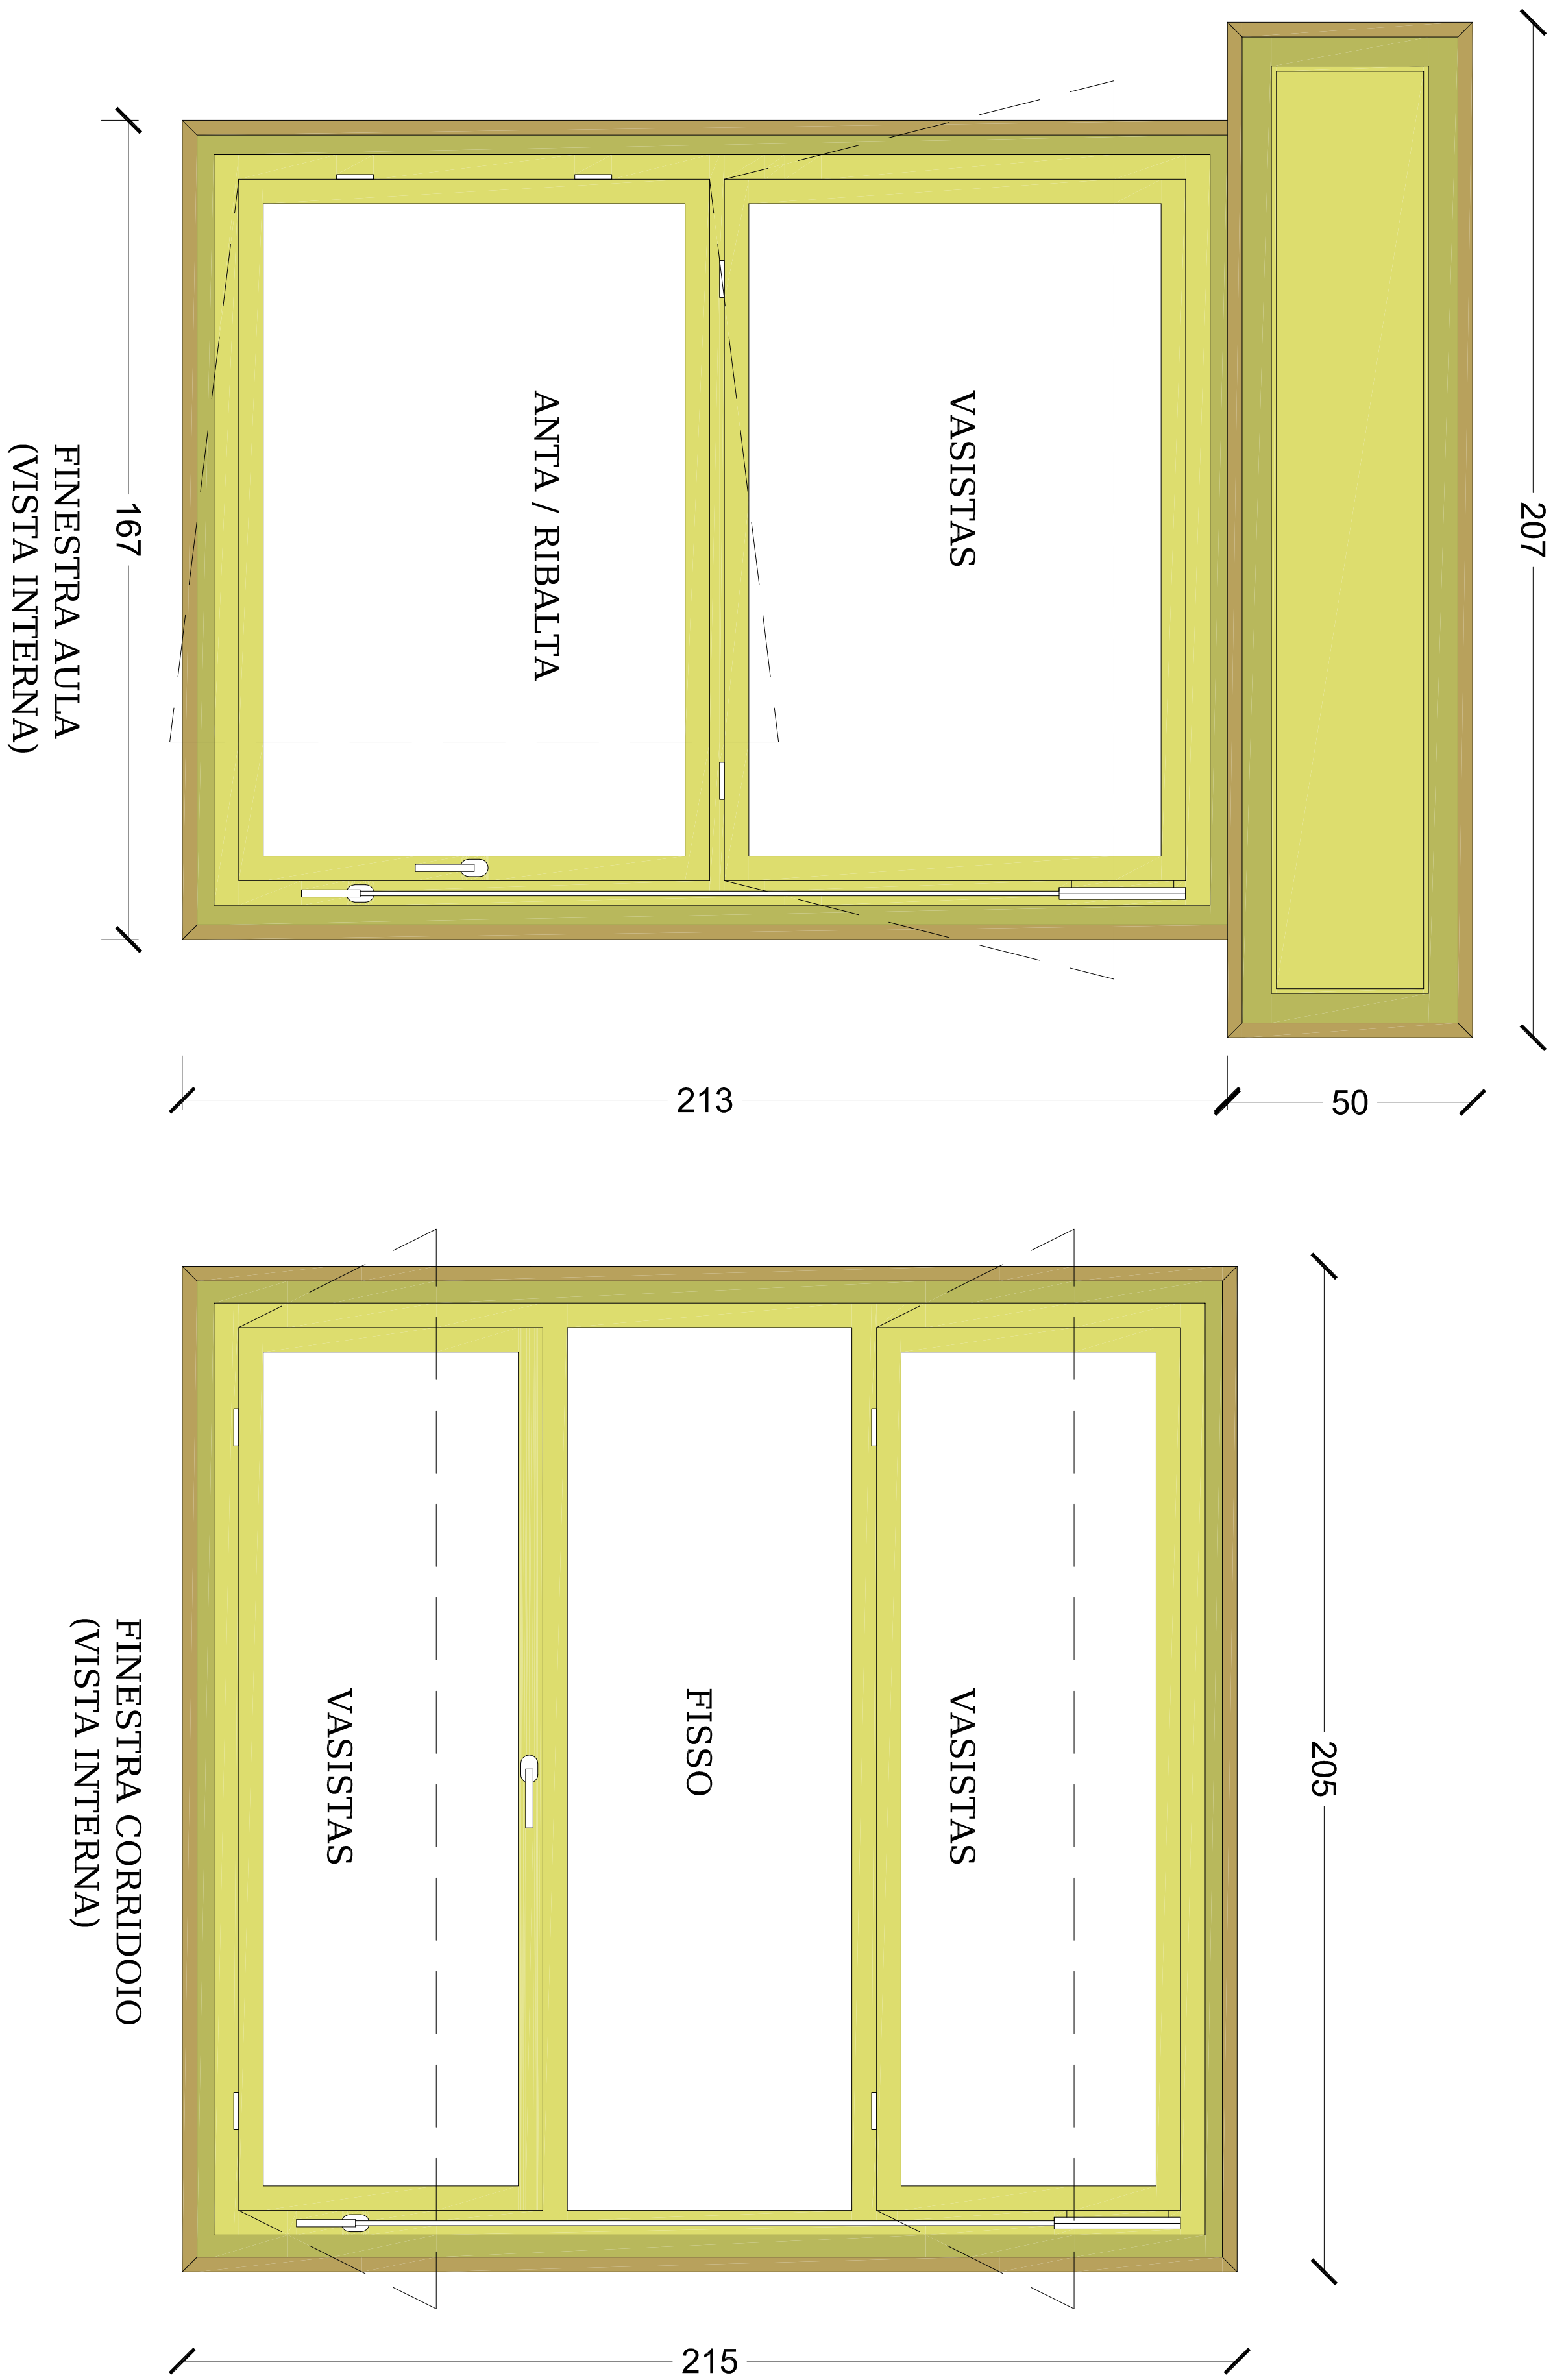 207
50
VASISTAS
213
ANTA / RIBALTA
167
FINESTRA AULA
(VISTA INTERNA)
205
VASISTAS
FISSO
215
VASISTAS
FINESTRA CORRIDOIO
(VISTA INTERNA)